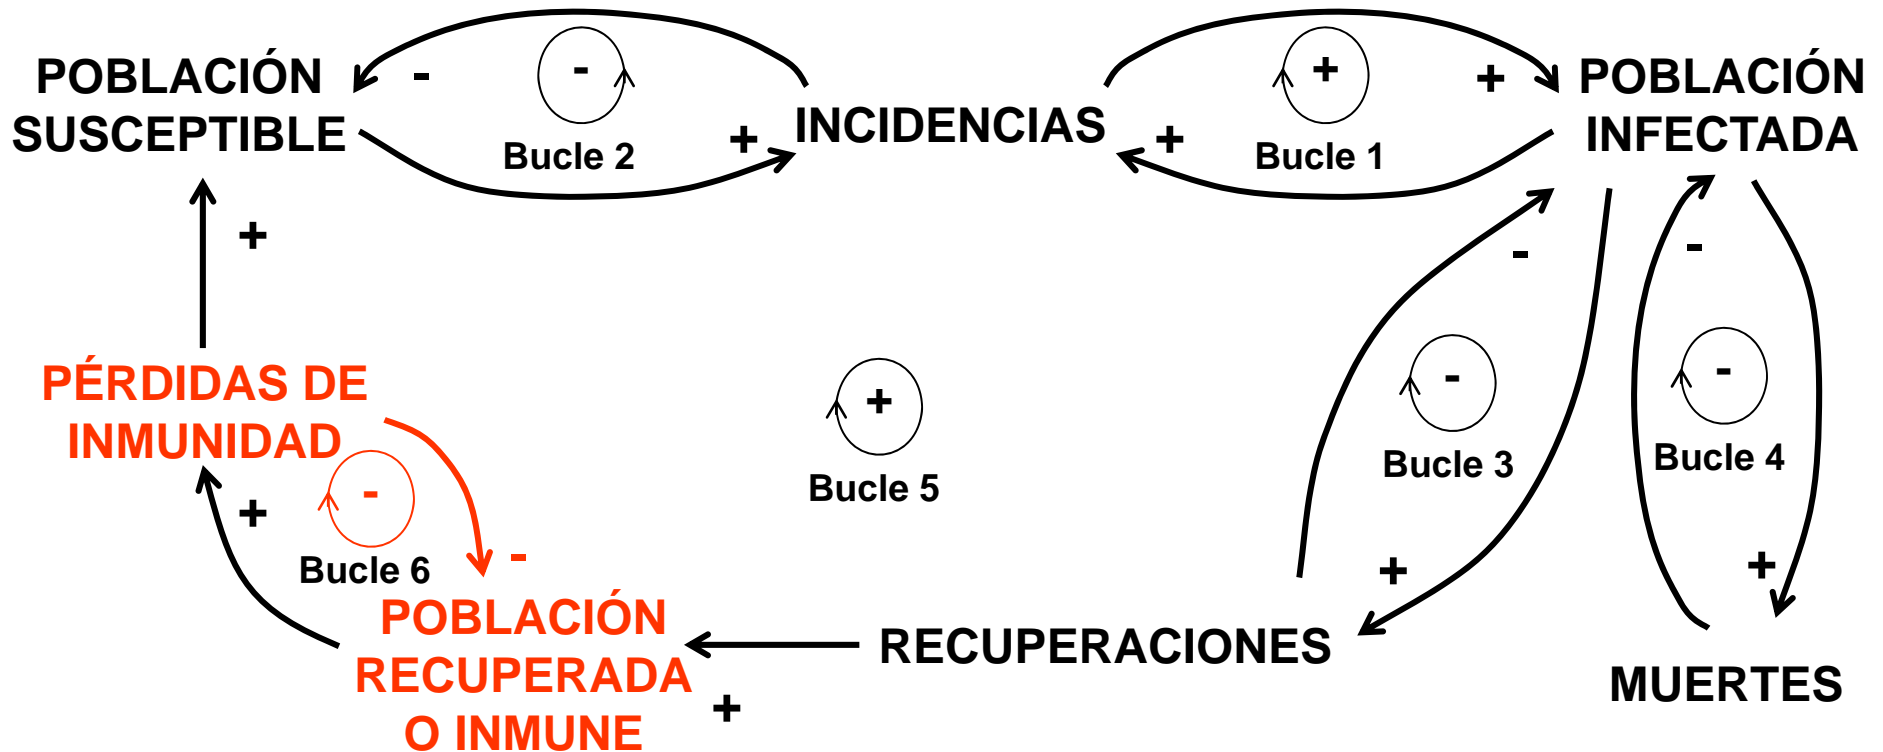 POBLACIÓN
SUSCEPTIBLE
-
-
Bucle 2
+
INCIDENCIAS
+
+
Bucle 1
+
POBLACIÓN
INFECTADA
+
-
-
PÉRDIDAS DE
INMUNIDAD
+
Bucle 5
-
Bucle 3
-
Bucle 4
+
-
Bucle 6
-
+
+
POBLACIÓN
RECUPERADA
O INMUNE
+
RECUPERACIONES
MUERTES